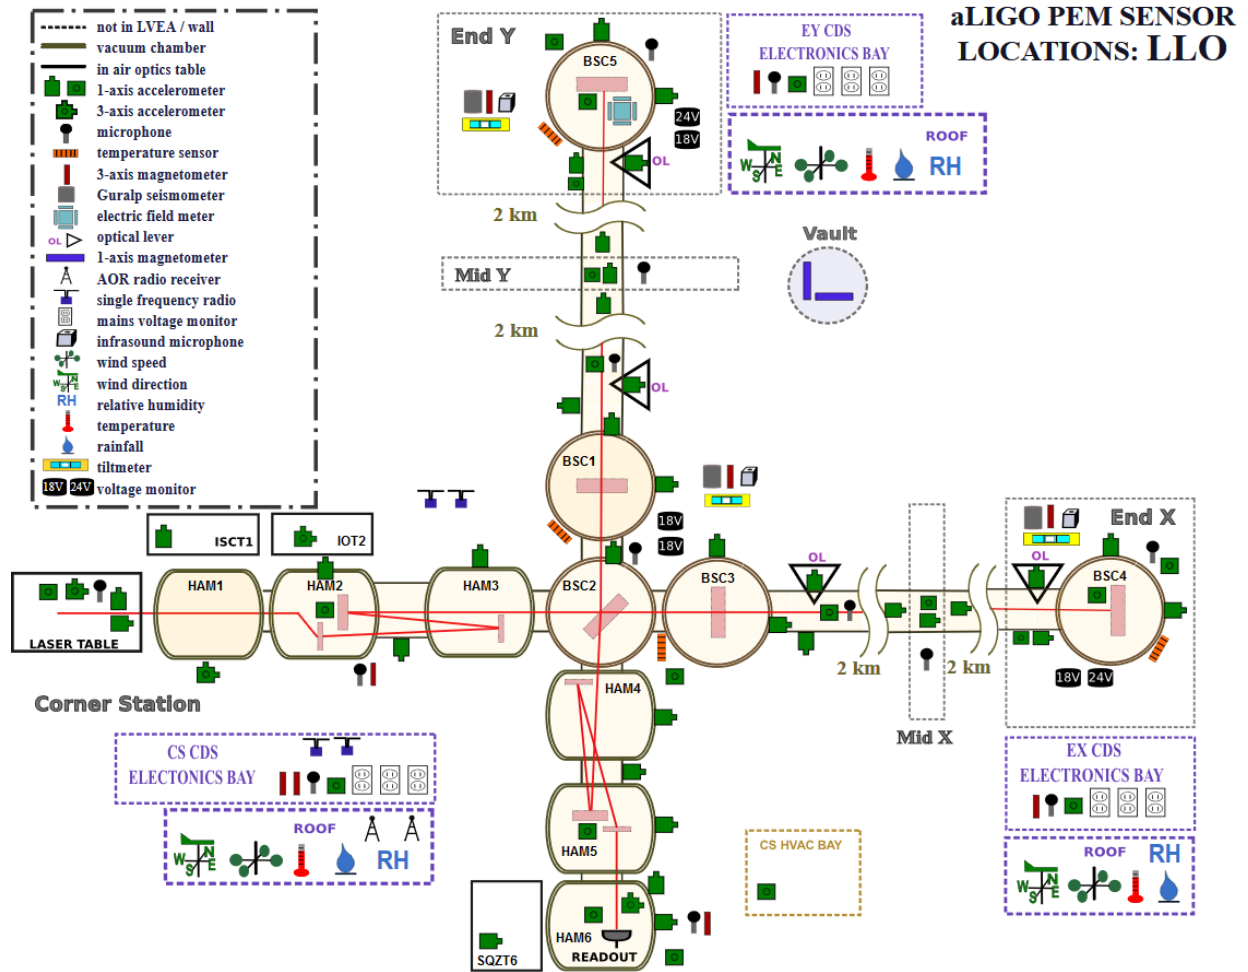 aLIGO PEM SENSOR
LOCATIONS: LLO
not in LVEA / wall
vacuum chamber
in air optics table
1-axis accelerometer
3-axis accelerometer
microphone
temperature sensor
3-axis magnetometer
Guralp seismometer
electric field meter
OL optical lever
1-axis magnetometer
AOR radio receiver
single frequency radio
mains voltage monitor
infrasound microphone
wind speed
W S N E wind direction
RH relative humidity
temperature
rainfall
tiltmeter
18V 24V voltage monitor
End Y
BSC5
24V
18V
OL
2 km
EY CDS
ELECTRONICS BAY
ROOF
W S N E
RH
Mid Y
Vault
2 km
OL
BSC1
18V
18V
ISCT1
IOT2
LASER TABLE
HAM1
HAM2
HAM3
BSC2
BSC3
OL
2 km
2 km
Mid X
End X
OL
BSC4
18V 24V
Corner Station
HAM4
HAM5
HAM6
READOUT
SQZT6
CS CDS
ELECTONICS BAY
ROOF
W S N E
RH
CS HVAC BAY
EX CDS
ELECTRONICS BAY
ROOF
RH
W S N E